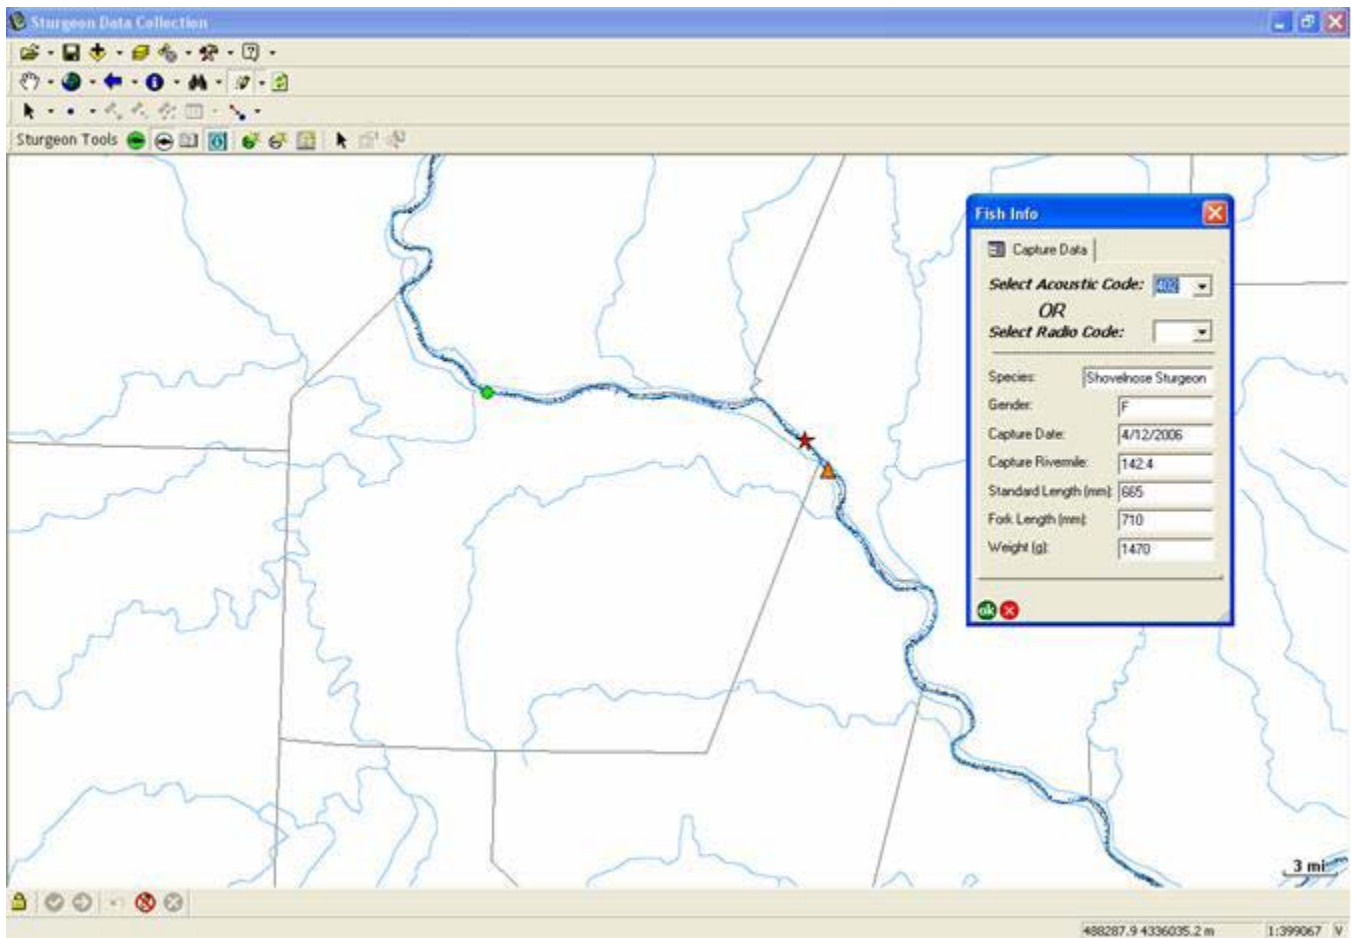 Sturgeon Data Collection
Sturgeon Tools
Fish Info
Capture Data
Select Acoustic Code: 402
OR
Select Radio Code:
Species: Shovelnose Sturgeon
Gender: F
Capture Date: 4/12/2006
Capture Rivermile: 142.4
Standard Length (mm): 665
Fork Length (mm): 710
Weight (g): 1470
ok
3 mi
488287.9 4336035.2 m 1:399067 V